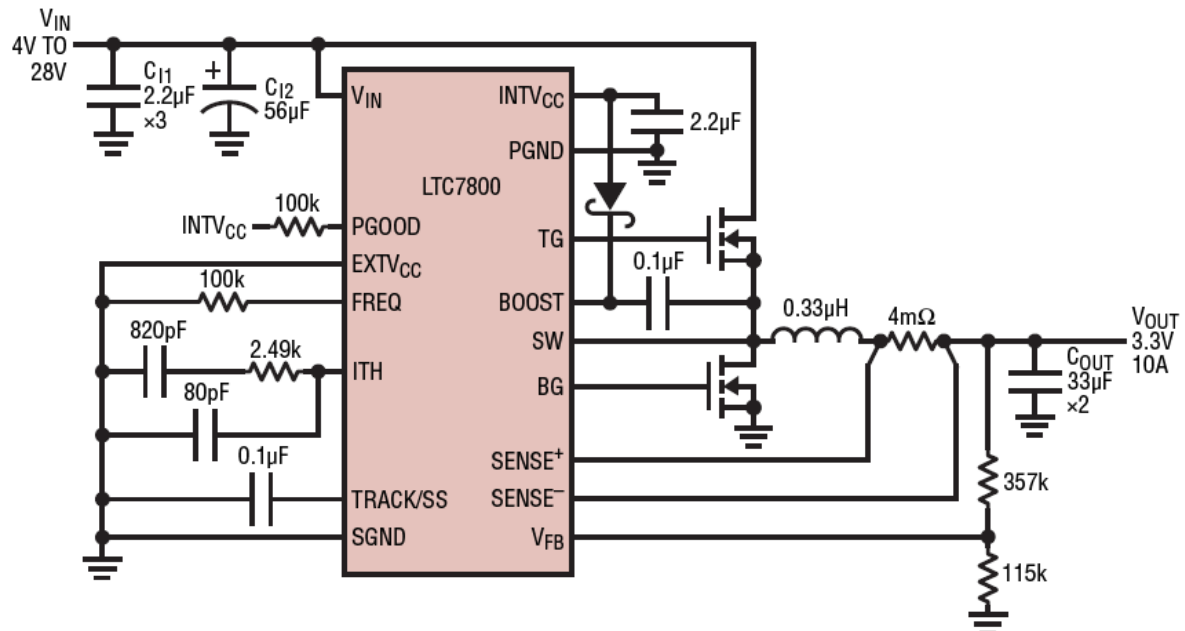 VIN
4V TO
28V
CI1
2.2µF
×3
+
CI2
56µF
VIN
INTVCC
2.2µF
PGND
LTC7800
INTVCC
100k
PGOOD
EXTVCC
100k
FREQ
820pF
2.49k
ITH
80pF
0.1µF
TRACK/SS
SGND
TG
0.1µF
BOOST
SW
BG
SENSE+
SENSE–
VFB
0.33µH
4mΩ
VOUT
3.3V
10A
COUT
33µF
×2
357k
115k